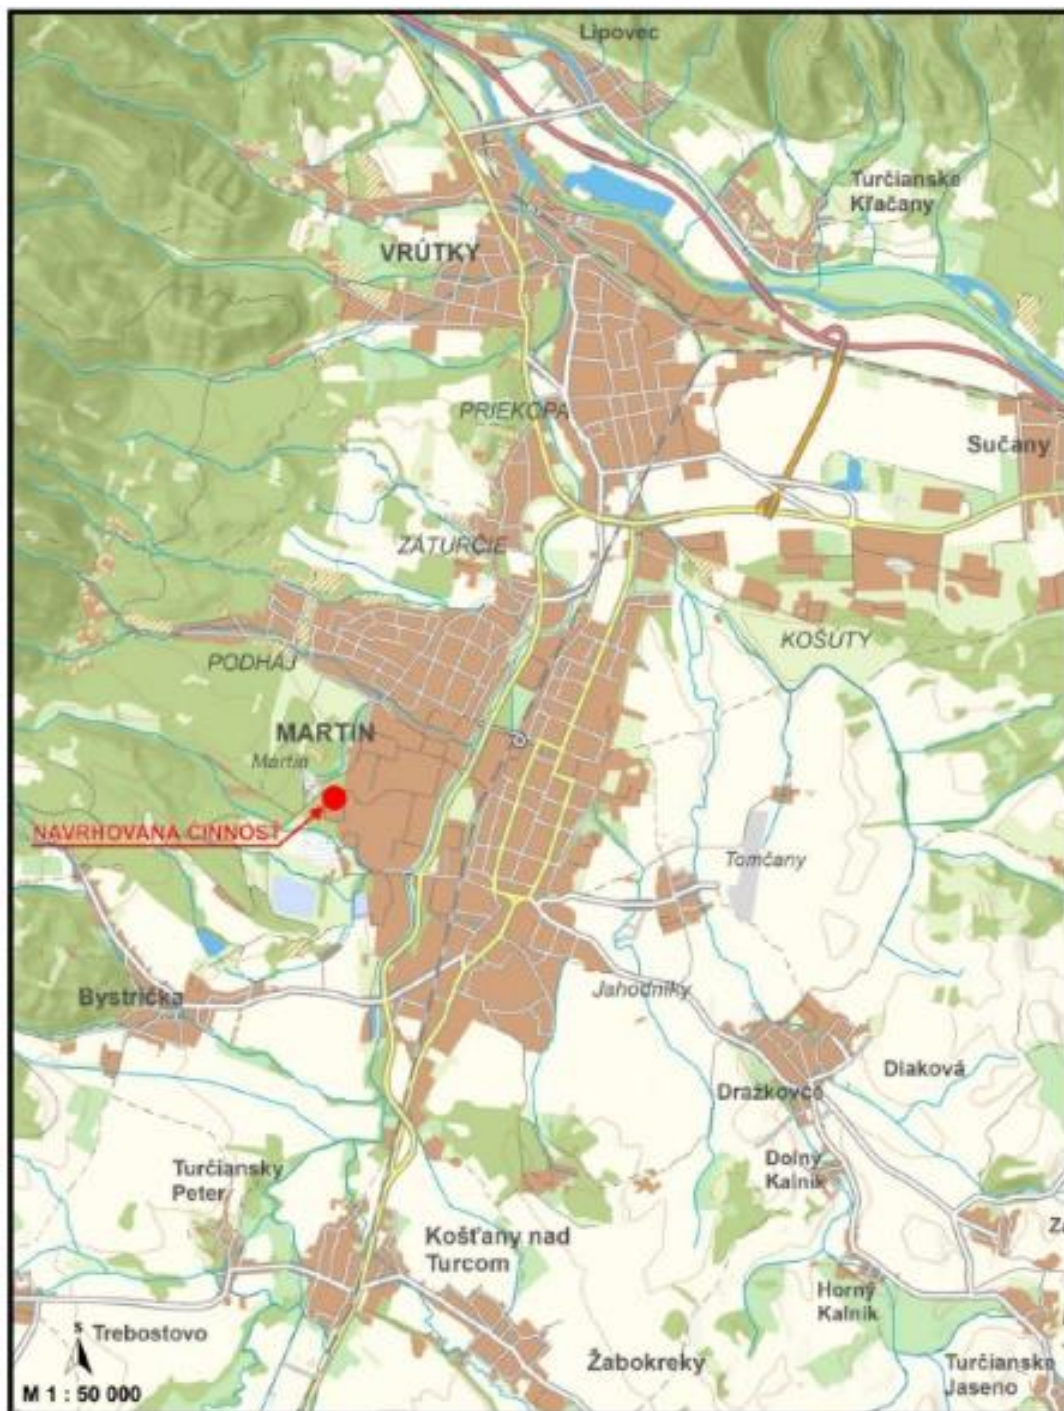 Lipovec
Turčianske
Kľačany
VRÚTKY
PRIEKOPA
Sučany
ZÁTURČIE
KOŠÚTY
PODHÁJ
MARTIN
Martin
NAVRHOVANÁ ČINNOSŤ
Tomčany
Bystrička
Jahodníky
Diaková
Dražkovce
Dolný
Kalník
Turčiansky
Peter
Košťany nad
Turcom
Horný
Kalník
Trebostovo
Žabokreky
Turčianske
Jaseno
S
M 1 : 50 000